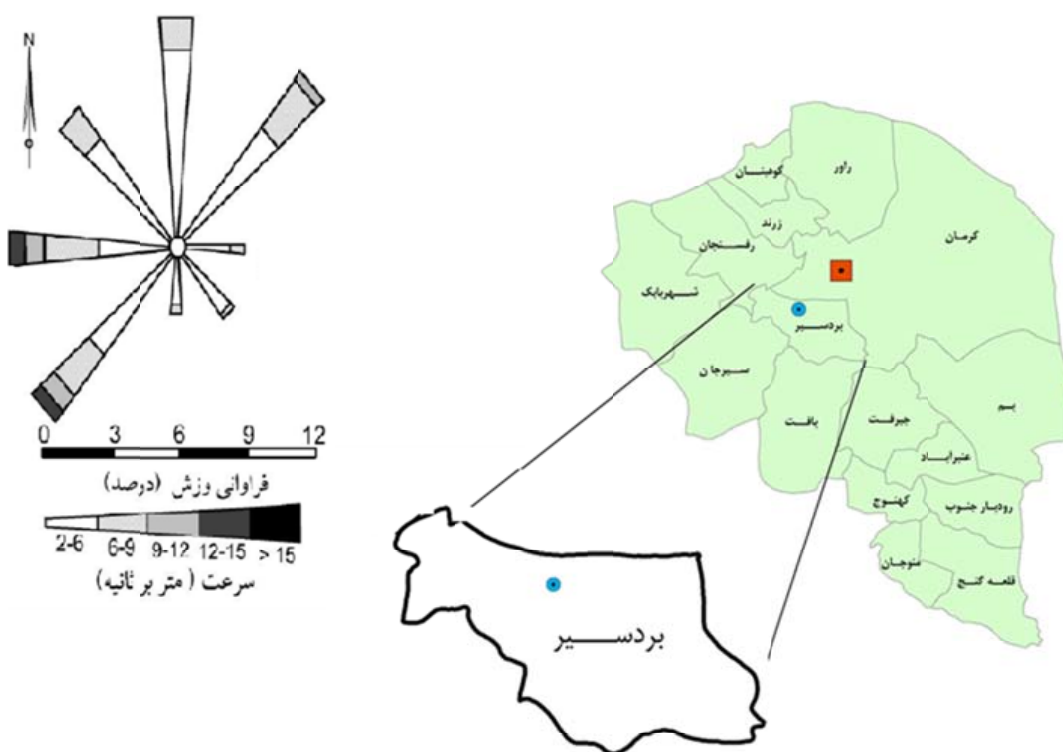 N
0 3 6 9 12
فراوانی وزش (درصد)
2-6 6-9 9-12 12-15 > 15
سرعت (متر بر ثانیه)
راور
کوهبنان
زرند
کرمان
رفسنجان
شهربابک
بردسیر
سیرجان
بافت
جیرفت
بم
عنبرآباد
کهنوج
رودبار جنوب
منوجان
قلعه گنج
بردسیر